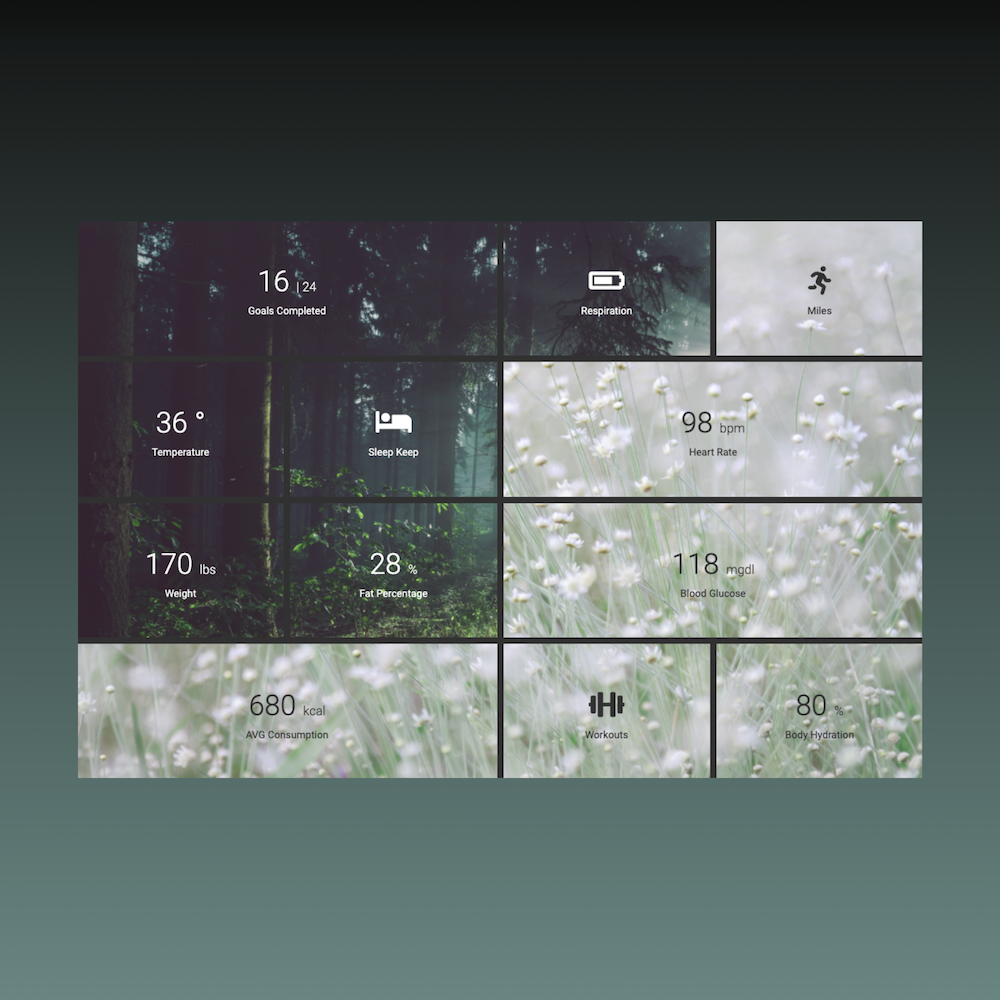 16 | 24
Goals Completed
Respiration
Miles
36 °
Temperature
Sleep Keep
98 bpm
Heart Rate
170 lbs
Weight
28 %
Fat Percentage
118 mgdl
Blood Glucose
680 kcal
AVG Consumption
Workouts
80 %
Body Hydration